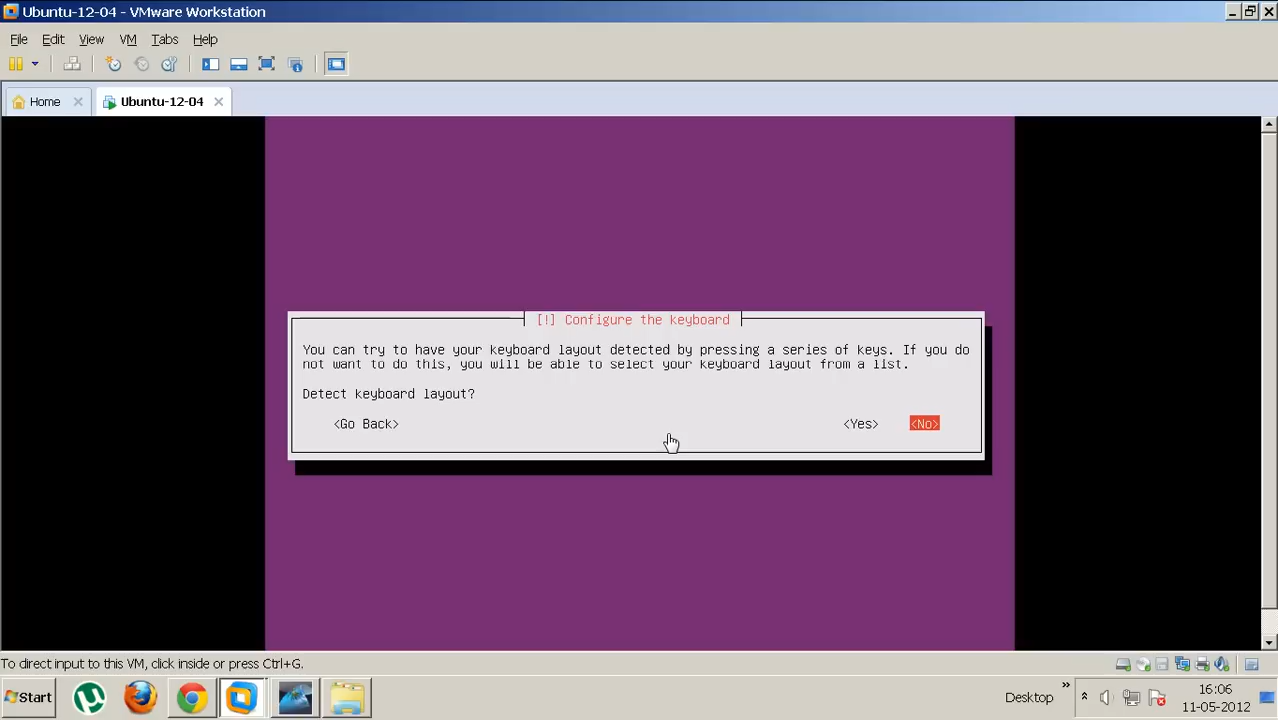 Ubuntu-12-04 - VMware Workstation
File Edit View VM Tabs Help
Home Ubuntu-12-04
[!] Configure the keyboard
You can try to have your keyboard layout detected by pressing a series of keys. If you do
not want to do this, you will be able to select your keyboard layout from a list.
Detect keyboard layout?
<Go Back> <Yes> <No>
To direct input to this VM, click inside or press Ctrl+G.
Start Desktop » 16:06
11-05-2012